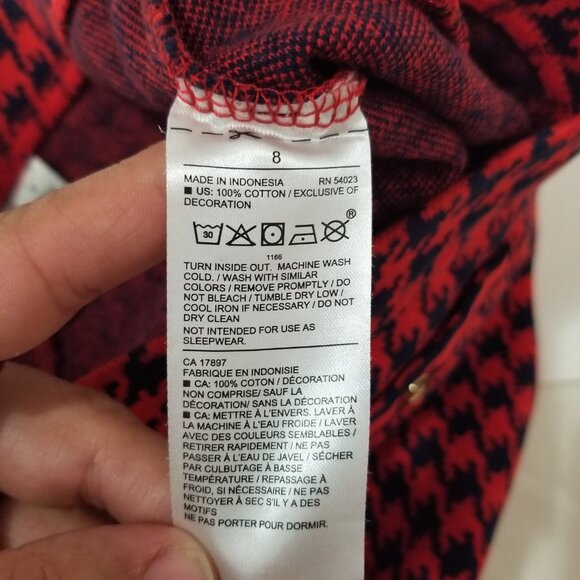 8
MADE IN INDONESIA RN 54023
■ US: 100% COTTON / EXCLUSIVE OF
DECORATION
30
®
1166
TURN INSIDE OUT. MACHINE WASH
COLD. / WASH WITH SIMILAR
COLORS / REMOVE PROMPTLY / DO
NOT BLEACH / TUMBLE DRY LOW /
COOL IRON IF NECESSARY / DO NOT
DRY CLEAN
NOT INTENDED FOR USE AS
SLEEPWEAR.
CA 17897
FABRIQUE EN INDONISIE
■ CA: 100% COTON / DÉCORATION
NON COMPRISE/ SAUF LA
DÉCORATION/ SANS LA DÉCORATION
■ CA: METTRE À L'ENVERS. LAVER À
LA MACHINE À L'EAU FROIDE / LAVER
AVEC DES COULEURS SEMBLABLES /
RETIRER RAPIDEMENT / NE PAS
PASSER À L'EAU DE JAVEL / SÉCHER
PAR CULBUTAGE À BASSE
TEMPÉRATURE / REPASSAGE À
FROID, SI NÉCESSAIRE / NE PAS
NETTOYER À SEC S'IL Y A DES
MAILLES
NE PAS PORTER POUR DORMIR.